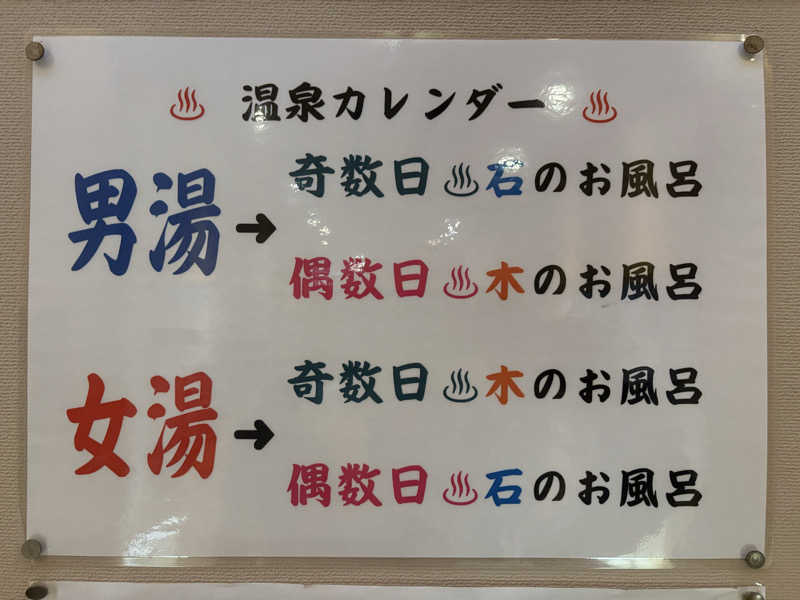 ♨ 温泉カレンダー ♨
男湯 → 奇数日♨石のお風呂
偶数日♨木のお風呂
女湯 → 奇数日♨木のお風呂
偶数日♨石のお風呂